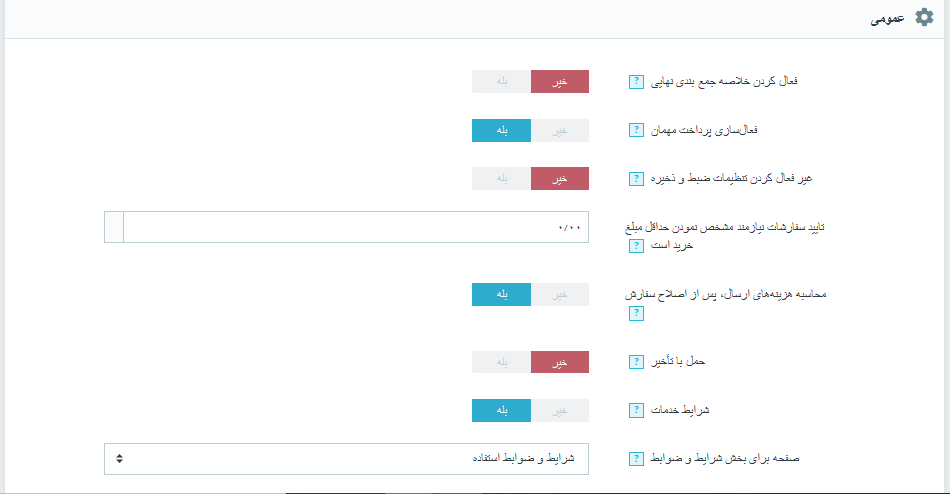 عمومی
فعال کردن خلاصه جمع بندی نهایی ?
خیر بله
فعال‌سازی پرداخت مهمان ?
خیر بله
غیر فعال کردن تنظیمات ضبط و ذخیره ?
خیر بله
تایید سفارشات نیازمند مشخص نمودن حداقل مبلغ
خرید است ?
۰/۰۰
محاسبه هزینه‌های ارسال، پس از اصلاح سفارش
?
خیر بله
حمل با تأخیر ?
خیر بله
شرایط خدمات ?
خیر بله
صفحه برای بخش شرایط و ضوابط ?
شرایط و ضوابط استفاده